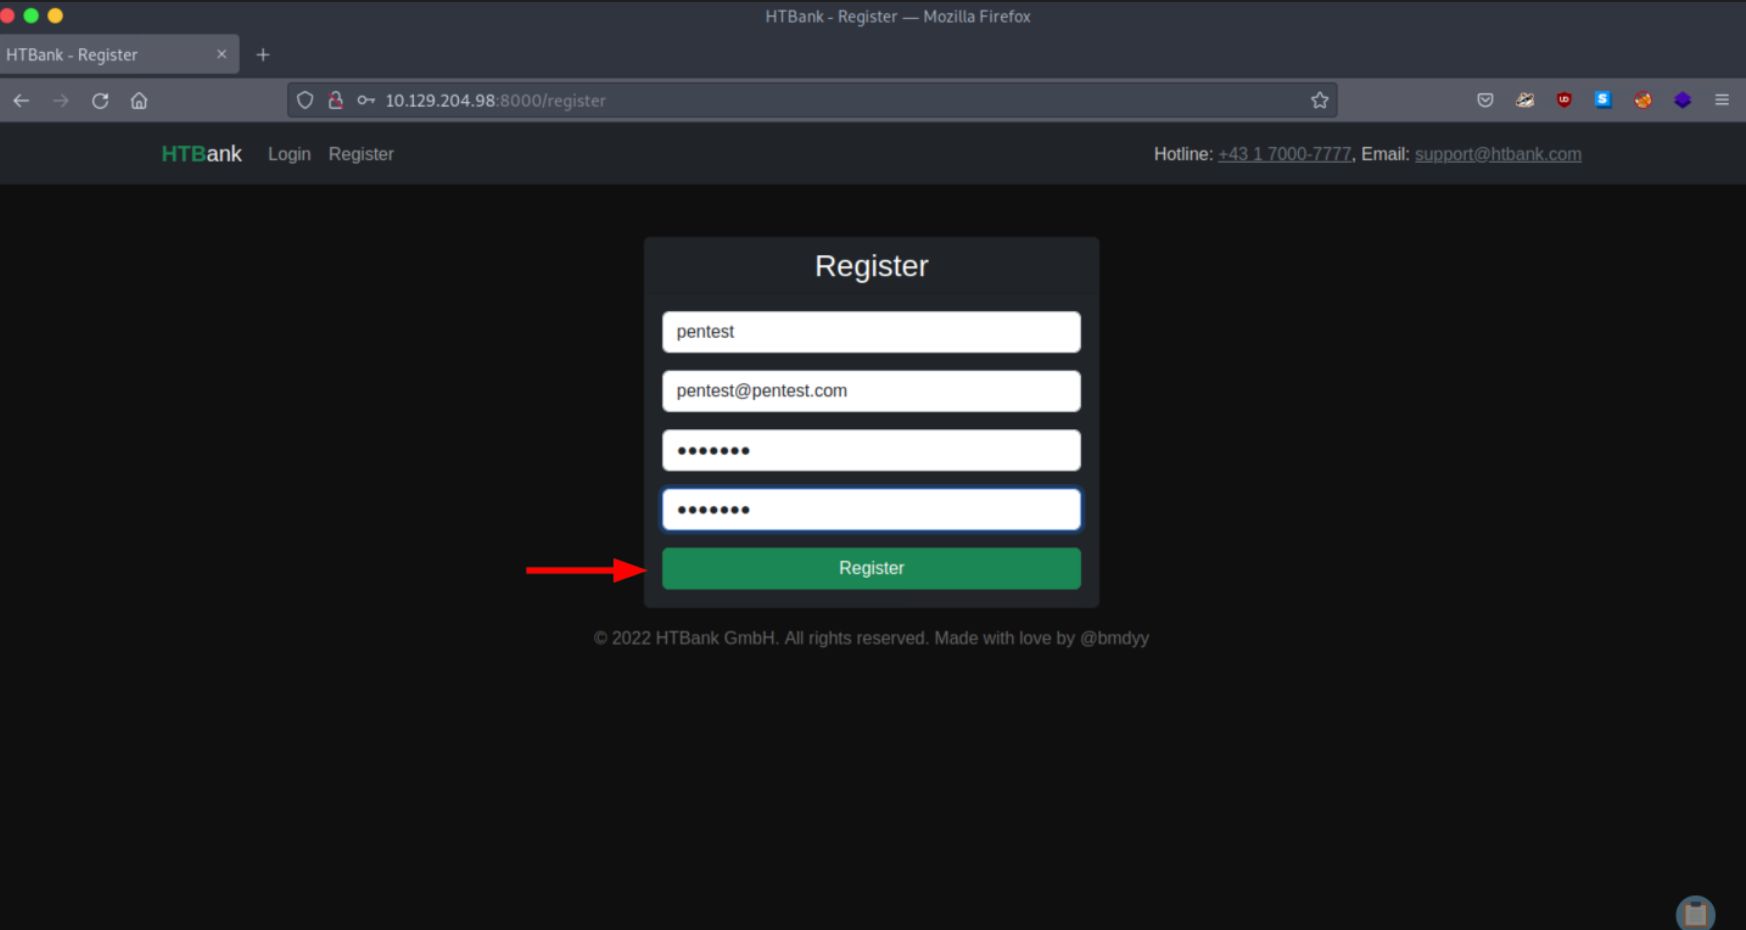 HTBank - Register — Mozilla Firefox
HTBank - Register
10.129.204.98:8000/register
HTBank Login Register Hotline: +43 1 7000-7777, Email: support@htbank.com
Register
pentest
pentest@pentest.com
•••••••
•••••••
Register
© 2022 HTBank GmbH. All rights reserved. Made with love by @bmdyy